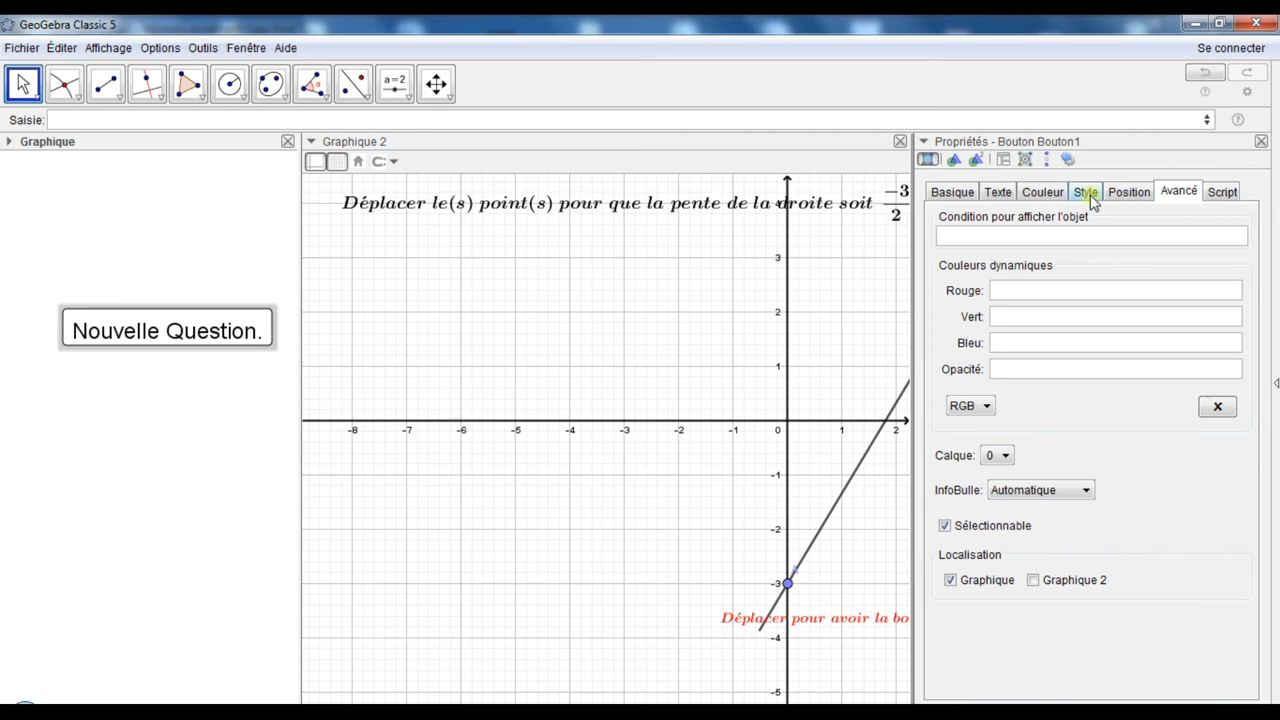 GeoGebra Classic 5
Fichier Éditer Affichage Options Outils Fenêtre Aide Se connecter
a=2
Saisie:
Graphique Graphique 2 Propriétés - Bouton Bouton1
Basique Texte Couleur Style Position Avancé Script
Déplacer le(s) point(s) pour que la pente de la droite soit -3/2
Condition pour afficher l'objet
Couleurs dynamiques
Rouge:
Vert:
Bleu:
Opacité:
RGB
Calque: 0
InfoBulle: Automatique
Sélectionnable
Localisation
Graphique Graphique 2
Nouvelle Question.
3
2
1
-8 -7 -6 -5 -4 -3 -2 -1 0 1 2
-1
-2
-3
Déplacer pour avoir la bo
-4
-5